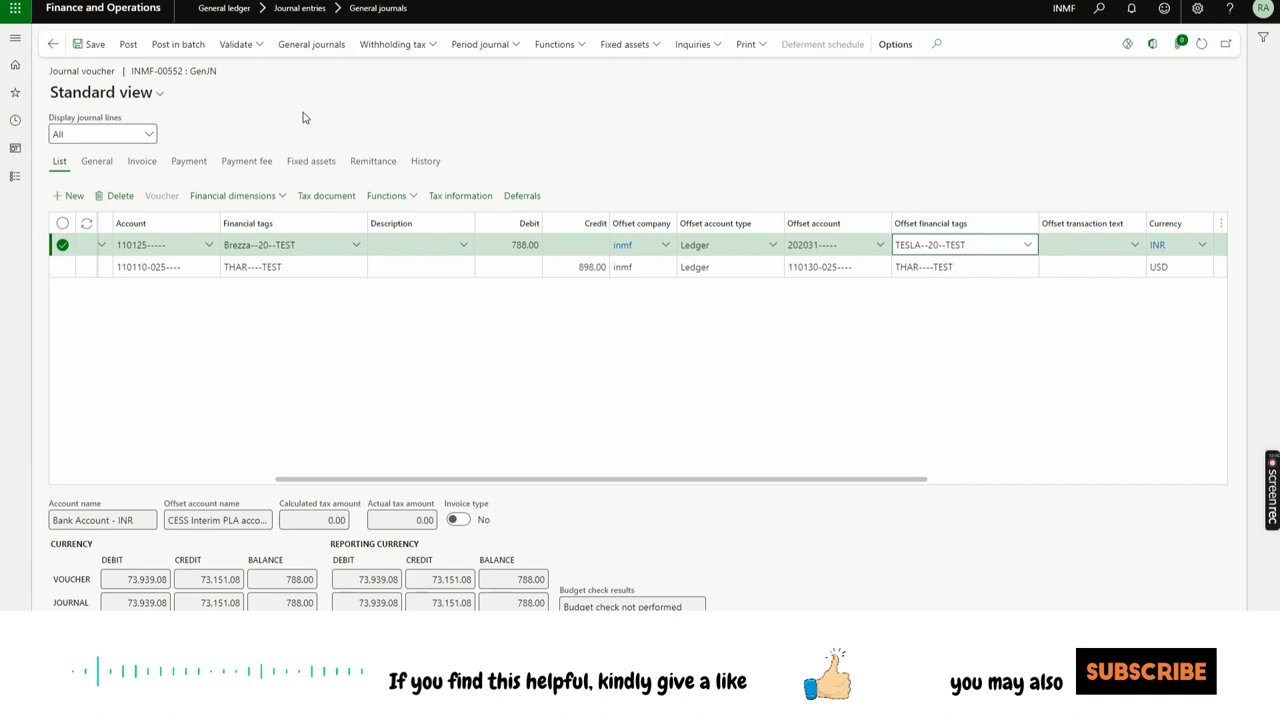 Finance and Operations General ledger Journal entries General journals INMF ? RA
Save Post Post in batch Validate General journals Withholding tax Period journal Functions Fixed assets Inquiries Print Deferment schedule Options 0
Journal voucher | INMF-00552 : GenJN
Standard view
Display journal lines
All
List General Invoice Payment Payment fee Fixed assets Remittance History
+ New Delete Voucher Financial dimensions Tax document Functions Tax information Deferrals
Account Financial tags Description Debit Credit Offset company Offset account type Offset account Offset financial tags Offset transaction text Currency
110125----- Brezza--20--TEST 788.00 inmf Ledger 202031----- TESLA--20--TEST INR
110110-025---- THAR----TEST 898.00 inmf Ledger 110130-025---- THAR----TEST USD
Account name Offset account name Calculated tax amount Actual tax amount Invoice type
Bank Account - INR CESS Interim PLA acco... 0.00 0.00 No
CURRENCY REPORTING CURRENCY
DEBIT CREDIT BALANCE DEBIT CREDIT BALANCE
VOUCHER 73,939.08 73,151.08 788.00 73,939.08 73,151.08 788.00
Budget check results
JOURNAL 73,939.08 73,151.08 788.00 73,939.08 73,151.08 788.00
Budget check not performed
screenrec
If you find this helpful, kindly give a like
you may also
SUBSCRIBE